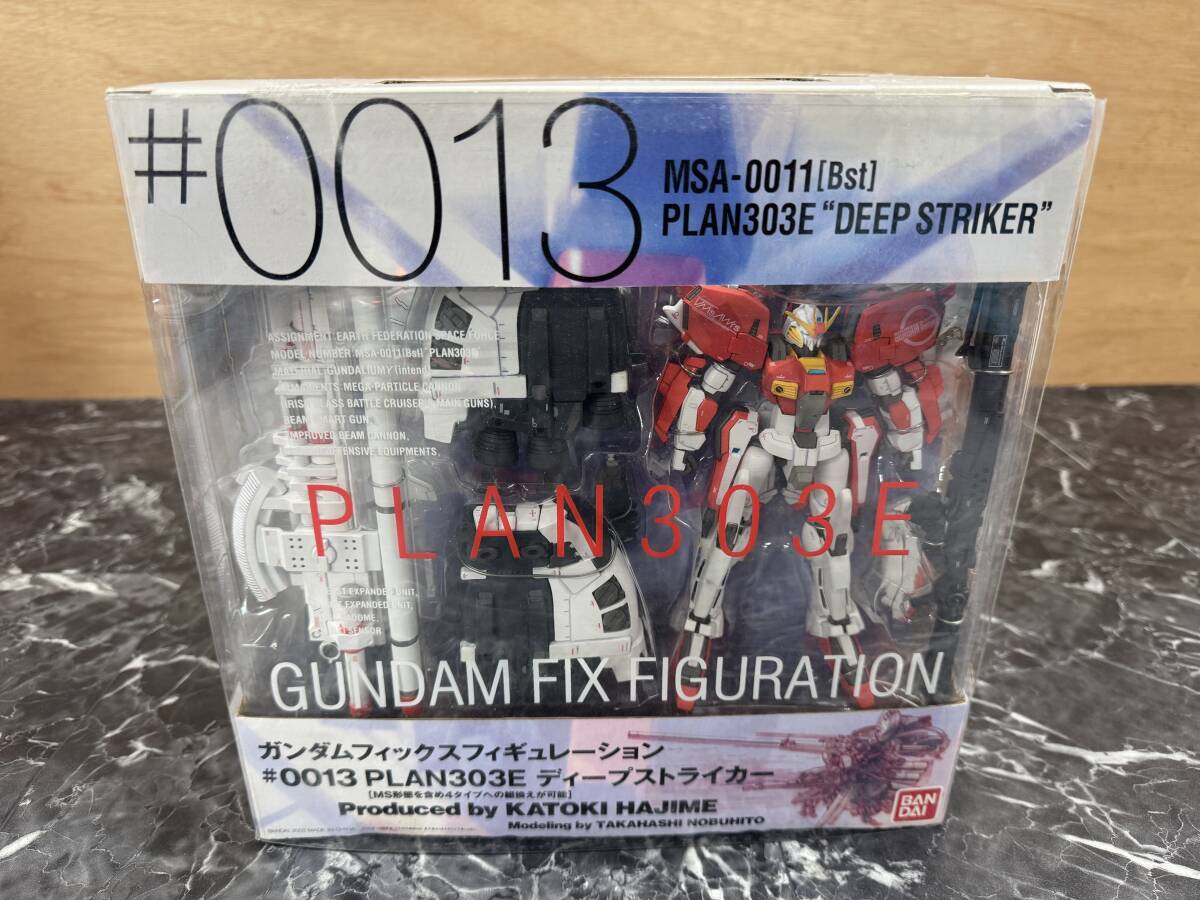 #0013
MSA-0011[Bst]
PLAN303E “DEEP STRIKER”
ASSIGNMENT:EARTH FEDERATION SPACE FORCE
MODEL NUMBER:MSA-0011[Bst]"PLAN303E"
MATERIAL:GUNDALIUMγ(intend)
MEGA-PARTICLE CANNON
CLASS BATTLE CRUISER'S MAIN GUNS),
BEAM SMART GUN,
IMPROVED BEAM CANNON,
EQUIPMENTS,
PLAN303E
EXPANDED UNIT,
EXPANDED UNIT,
SENSOR
GUNDAM FIX FIGURATION
ガンダムフィックスフィギュレーション
#0013 PLAN303E ディープストライカー
[MS形態を含め4タイプへの組換えが可能]
Produced by KATOKI HAJIME
Modeling by TAKAHASHI NOBUHITO
BAN
DAI